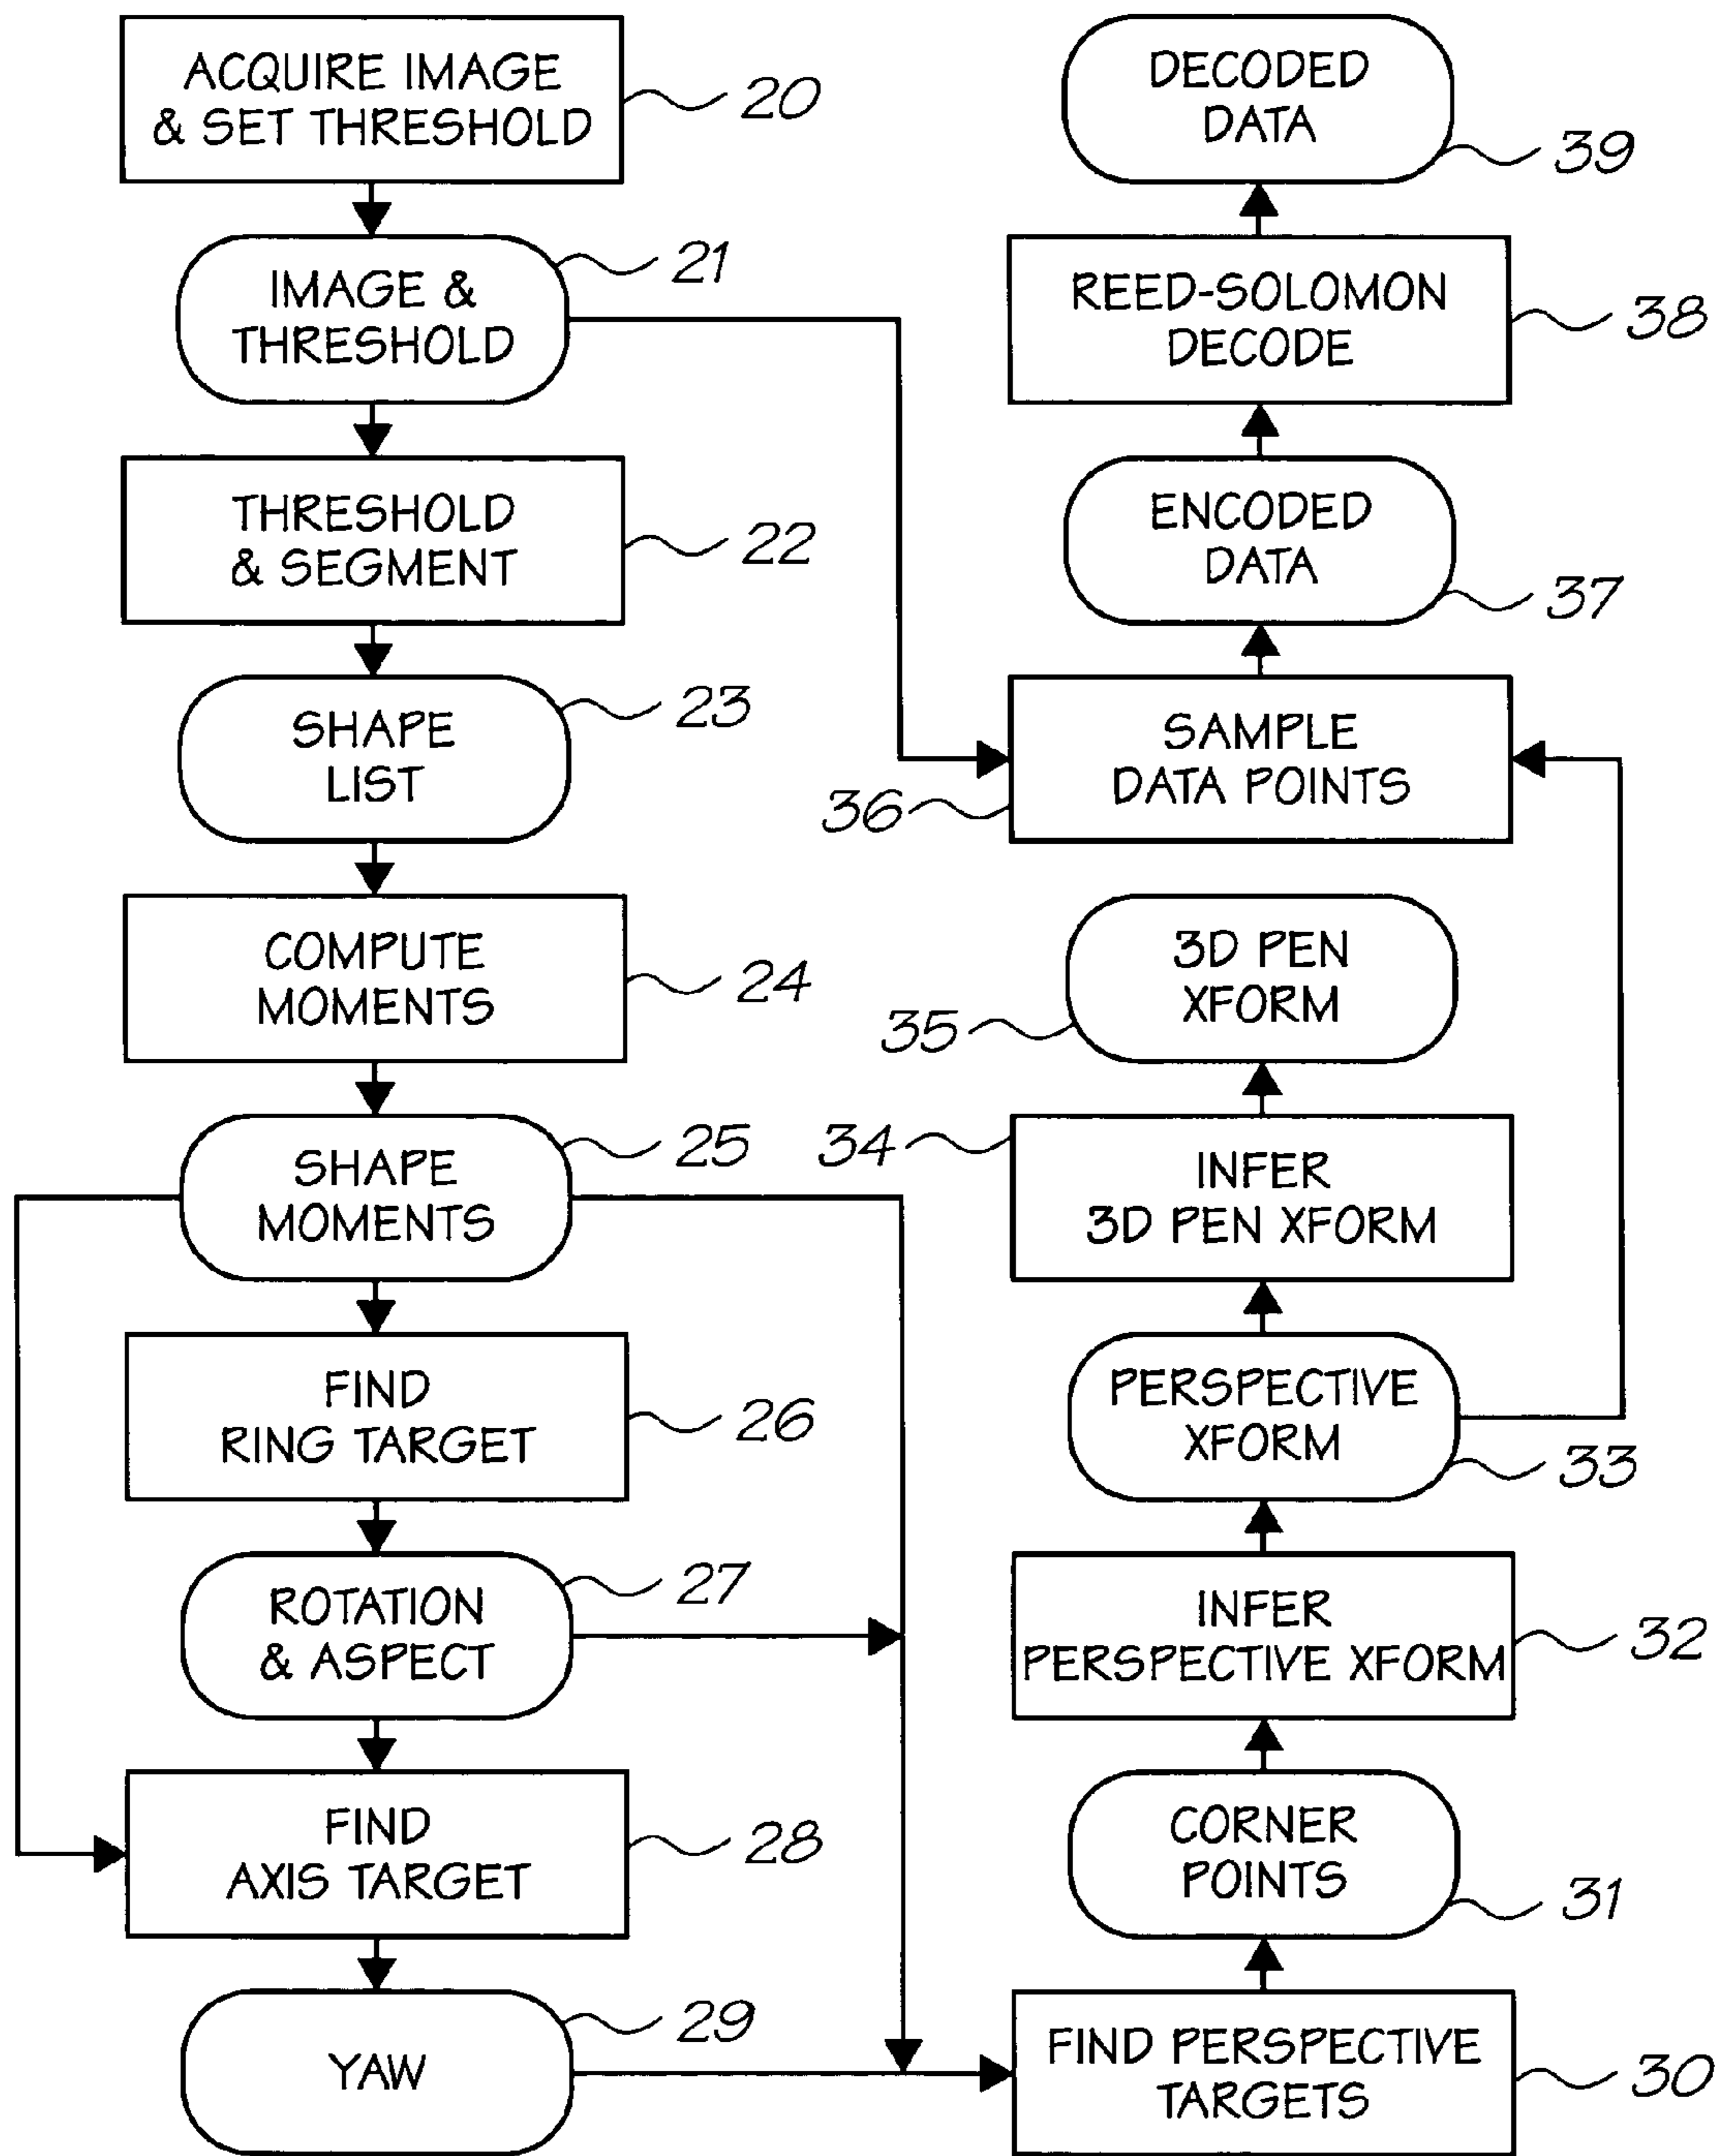 ACQUIRE IMAGE
& SET THRESHOLD
20
IMAGE &
THRESHOLD
21
THRESHOLD
& SEGMENT
22
SHAPE
LIST
23
COMPUTE
MOMENTS
24
SHAPE
MOMENTS
25
FIND
RING TARGET
26
ROTATION
& ASPECT
27
FIND
AXIS TARGET
28
YAW
29
DECODED
DATA
39
REED-SOLOMON
DECODE
38
ENCODED
DATA
37
SAMPLE
DATA POINTS
36
3D PEN
XFORM
35
INFER
3D PEN XFORM
34
PERSPECTIVE
XFORM
33
INFER
PERSPECTIVE XFORM
32
CORNER
POINTS
31
FIND PERSPECTIVE
TARGETS
30